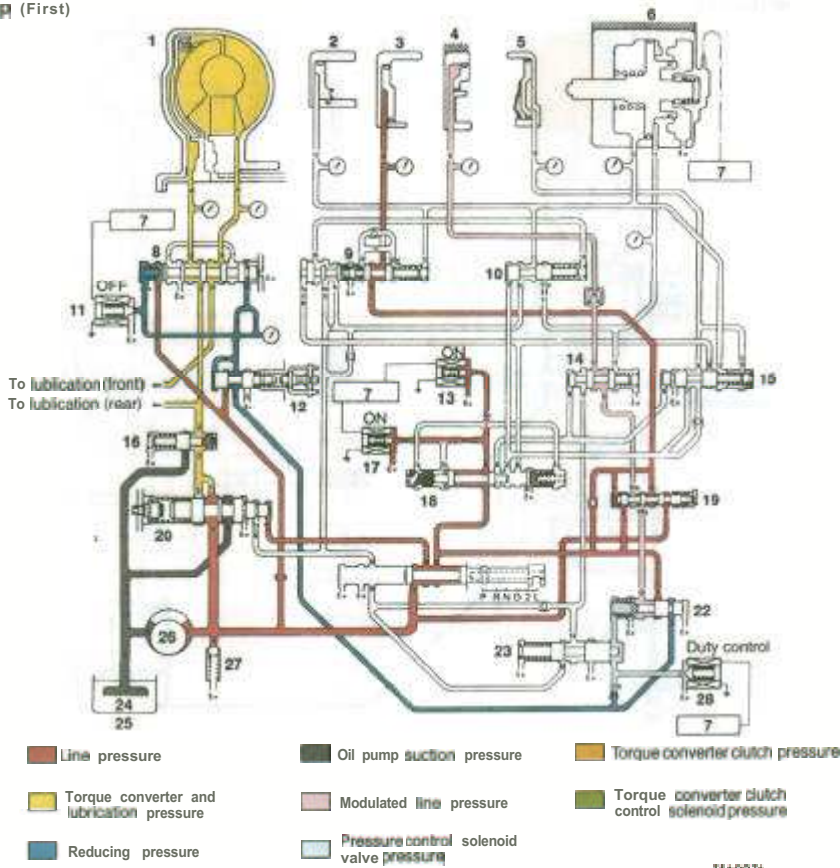 (First)
1
2
3
4
5
6
7
7
8
9
10
OFF
11
ON
13
14
15
12
7
ON
17
To lublication (front)
To lublication (rear)
16
18
19
20
P R N D 2 L
22
23
Duty control
26
27
28
24
25
7
Line pressure
Oil pump suction pressure
Torque converter clutch pressure
Torque converter and
lubrication pressure
Modulated line pressure
Torque converter clutch
control solenoid pressure
Reducing pressure
Pressure control solenoid
valve pressure